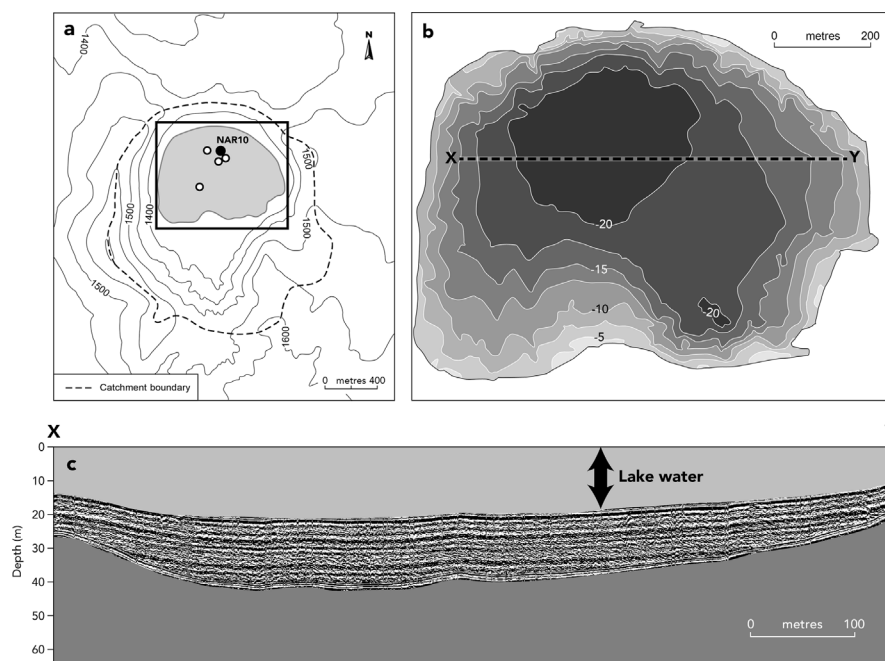 a
N
1400
NAR10
1500
1500
1400
1500
1500
1600
Catchment boundary
0 metres 400
b
0 metres 200
X
Y
-20
-15
-10
-5
-20
X
c
Lake water
Depth (m)
0
10
20
30
40
50
60
0 metres 100